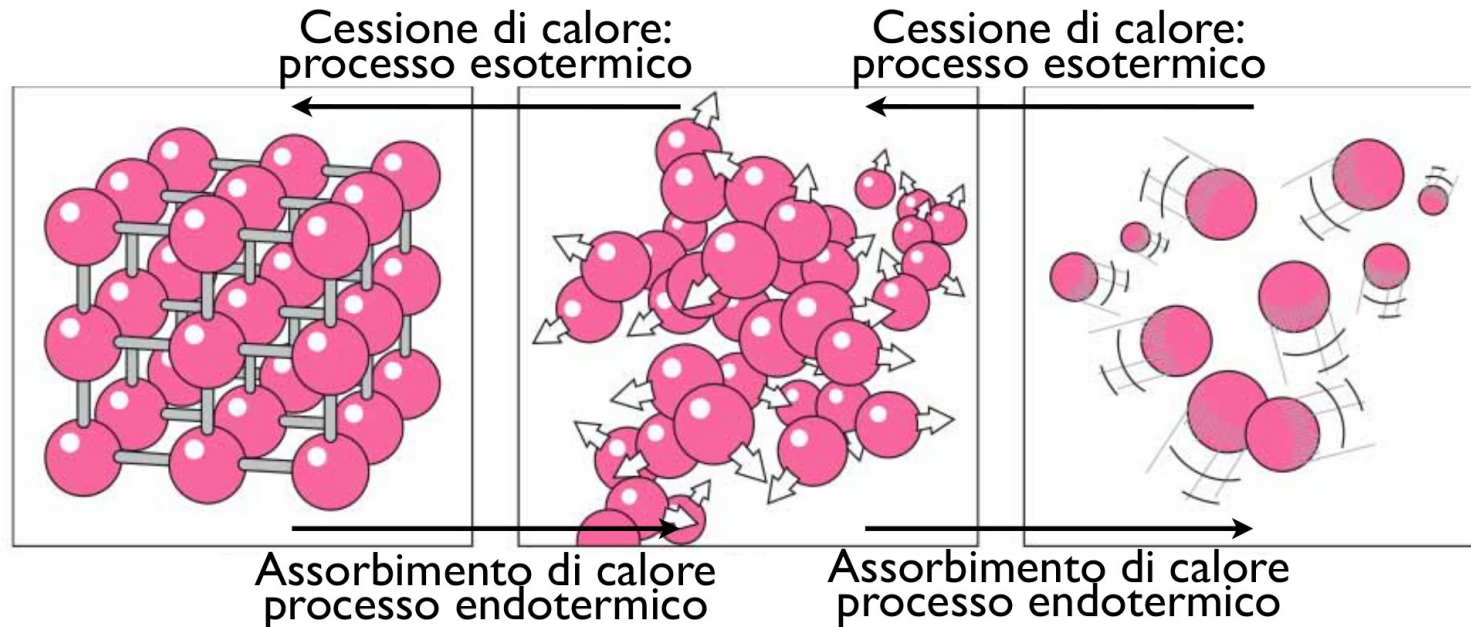 Cessione di calore:
processo esotermico
Cessione di calore:
processo esotermico
Assorbimento di calore
processo endotermico
Assorbimento di calore
processo endotermico